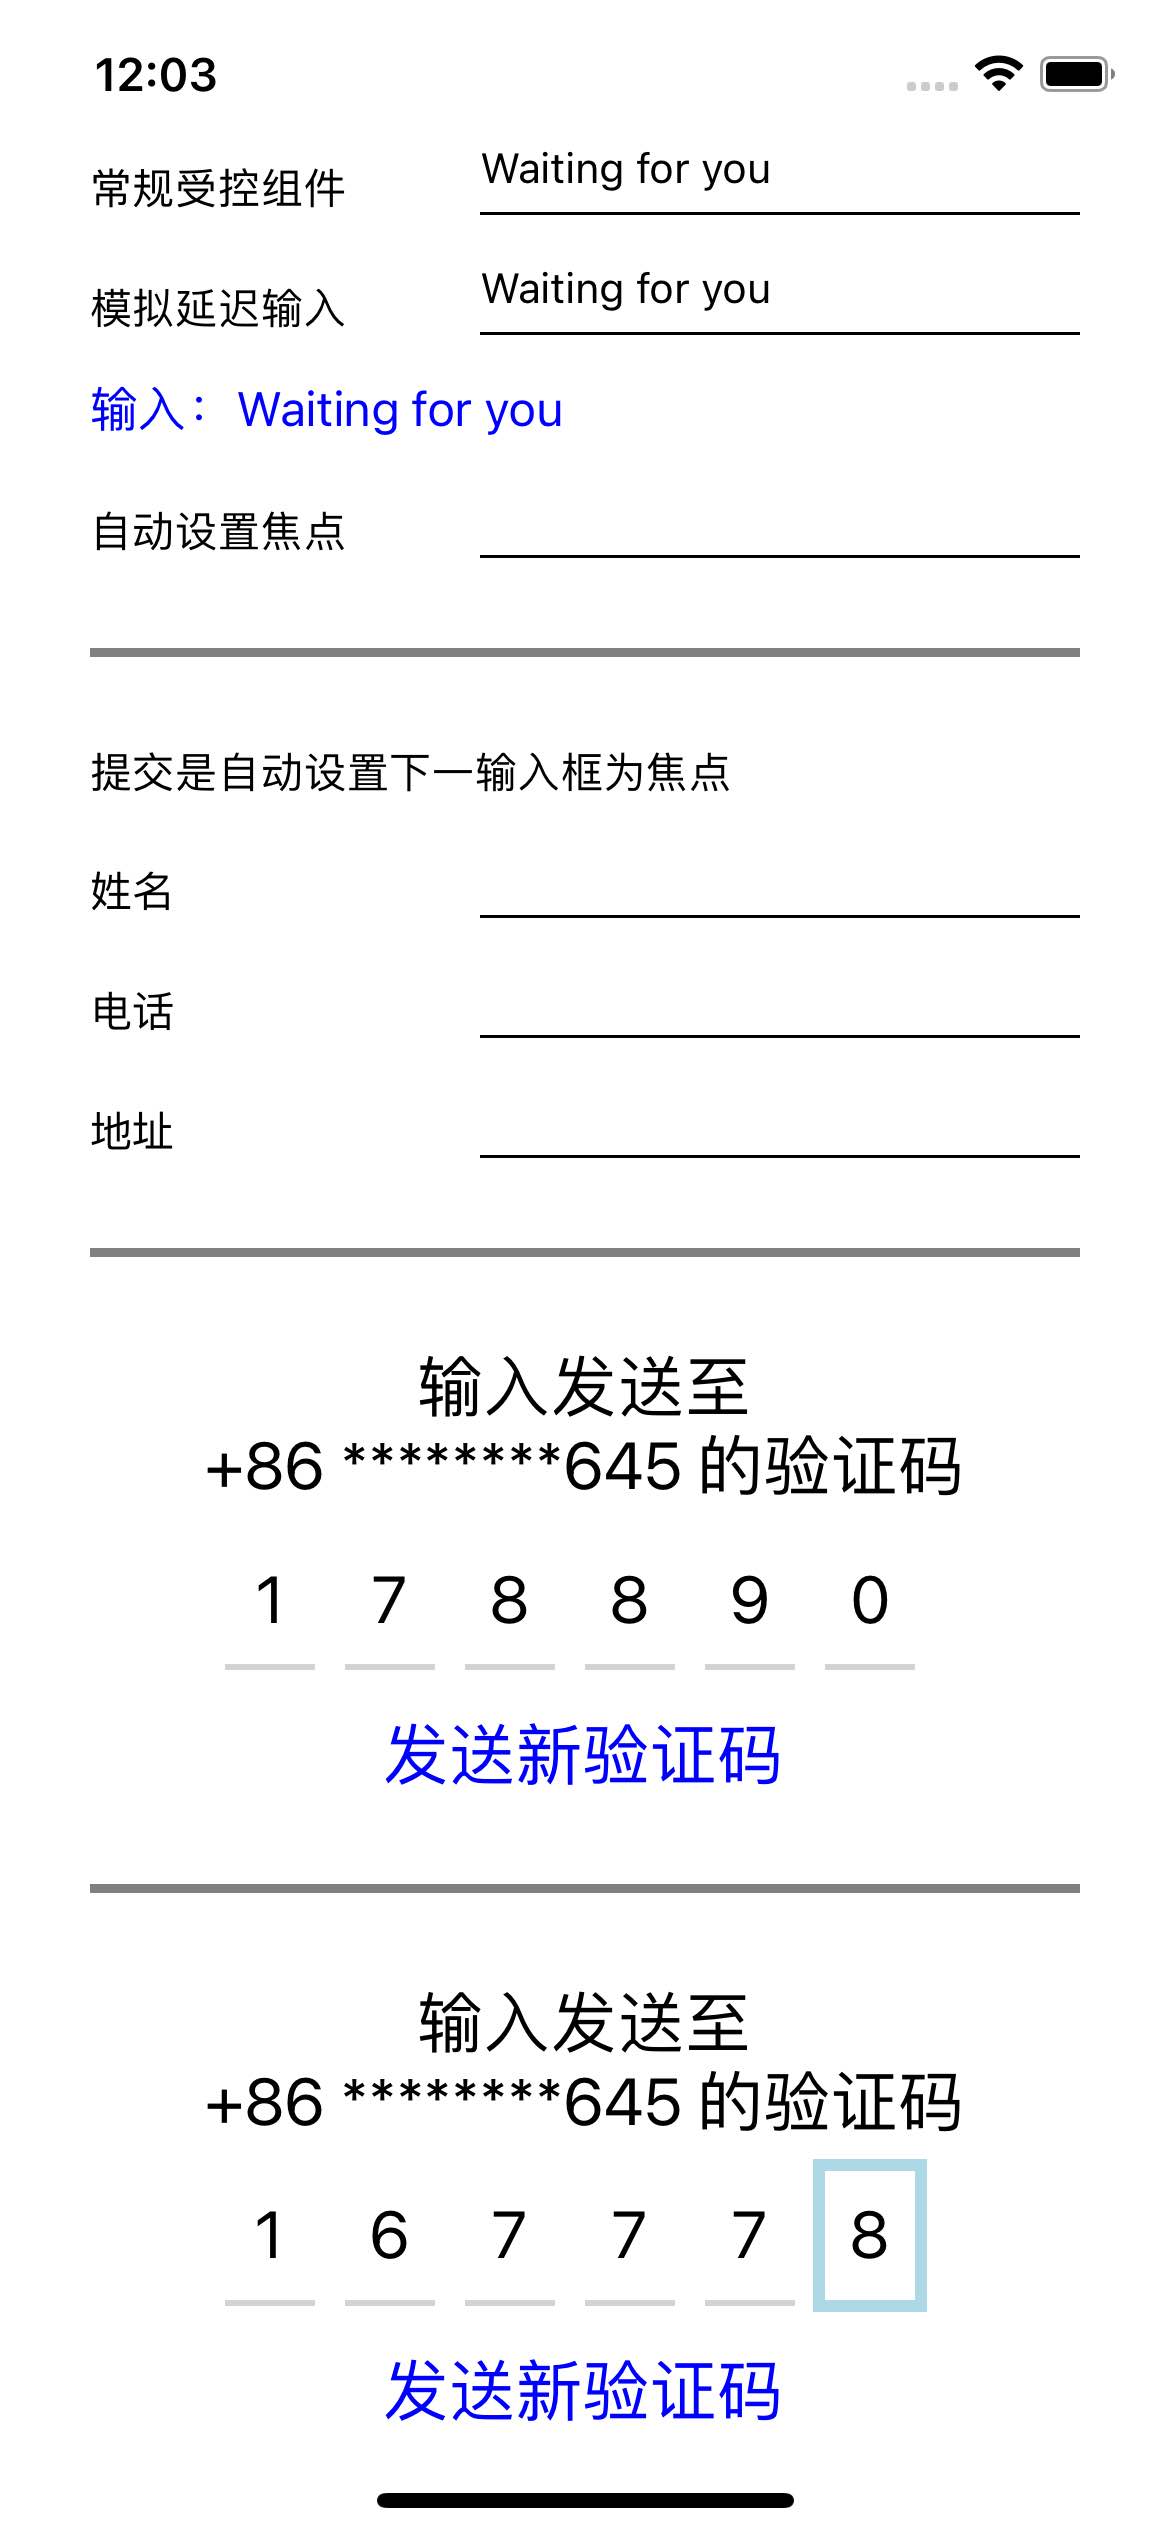 12:03
常规受控组件 Waiting for you
模拟延迟输入 Waiting for you
输入：Waiting for you
自动设置焦点
提交是自动设置下一输入框为焦点
姓名
电话
地址
输入发送至
+86 ********645 的验证码
1 7 8 8 9 0
发送新验证码
输入发送至
+86 ********645 的验证码
1 6 7 7 7 8
发送新验证码